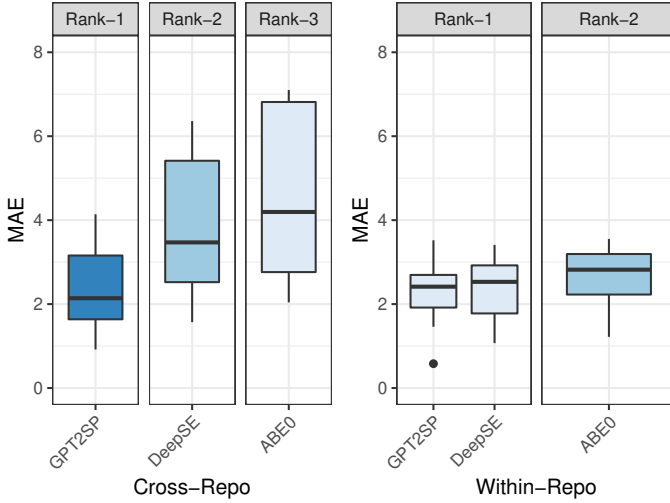 Rank−1 Rank−2 Rank−3
MAE
8
6
4
2
0
GPT2SP
DeepSE
ABE0
Cross−Repo
Rank−1 Rank−2
MAE
8
6
4
2
0
GPT2SP
DeepSE
ABE0
Within−Repo